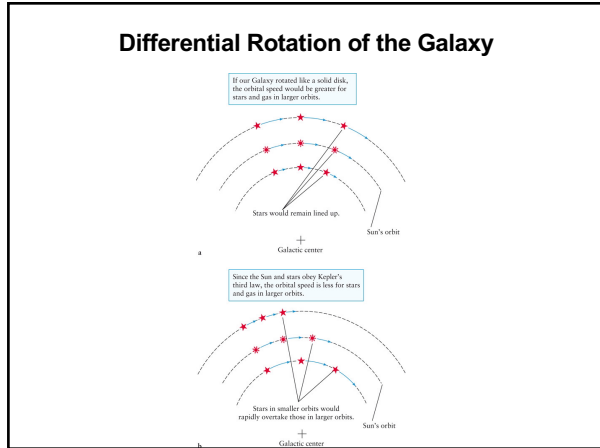 Differential Rotation of the Galaxy
If our Galaxy rotated like a solid disk,
the orbital speed would be greater for
stars and gas in larger orbits.
Stars would remain lined up.
Sun's orbit
Galactic center
a
Since the Sun and stars obey Kepler's
third law, the orbital speed is less for stars
and gas in larger orbits.
Stars in smaller orbits would
rapidly overtake those in larger orbits.
Sun's orbit
Galactic center
b